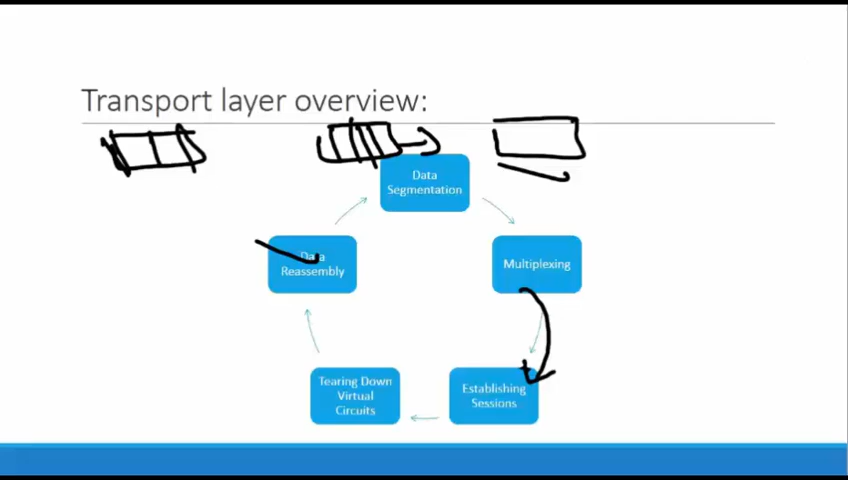 Transport layer overview:
Data
Segmentation
Multiplexing
Establishing
Sessions
Tearing Down
Virtual
Circuits
Data
Reassembly